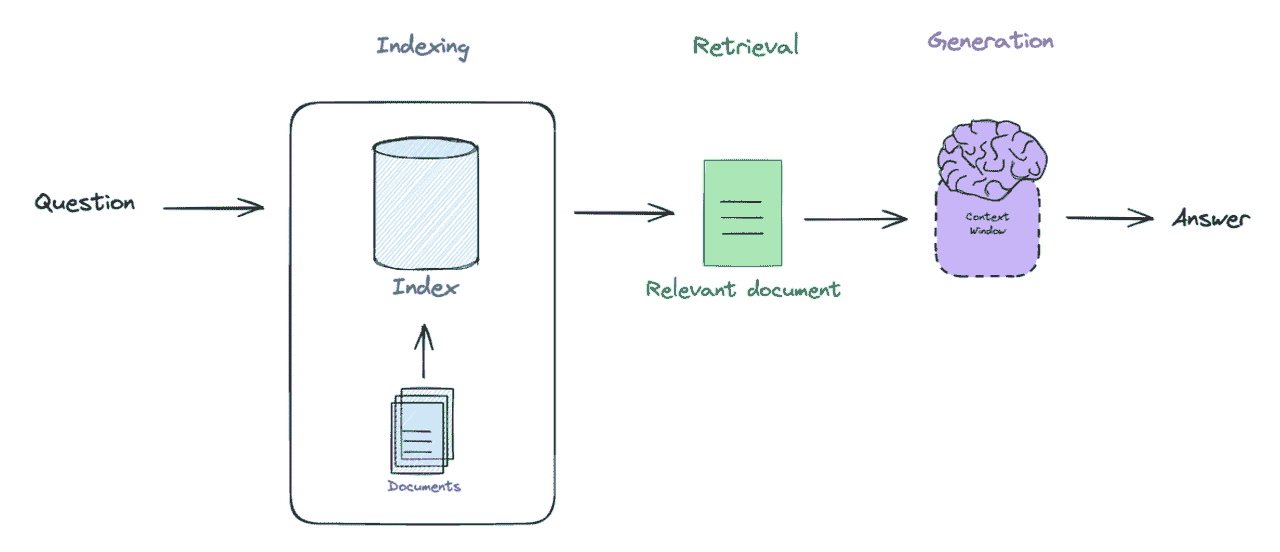 Indexing
Retrieval
Generation
Question
Context
Window
Answer
Index
Relevant document
Documents